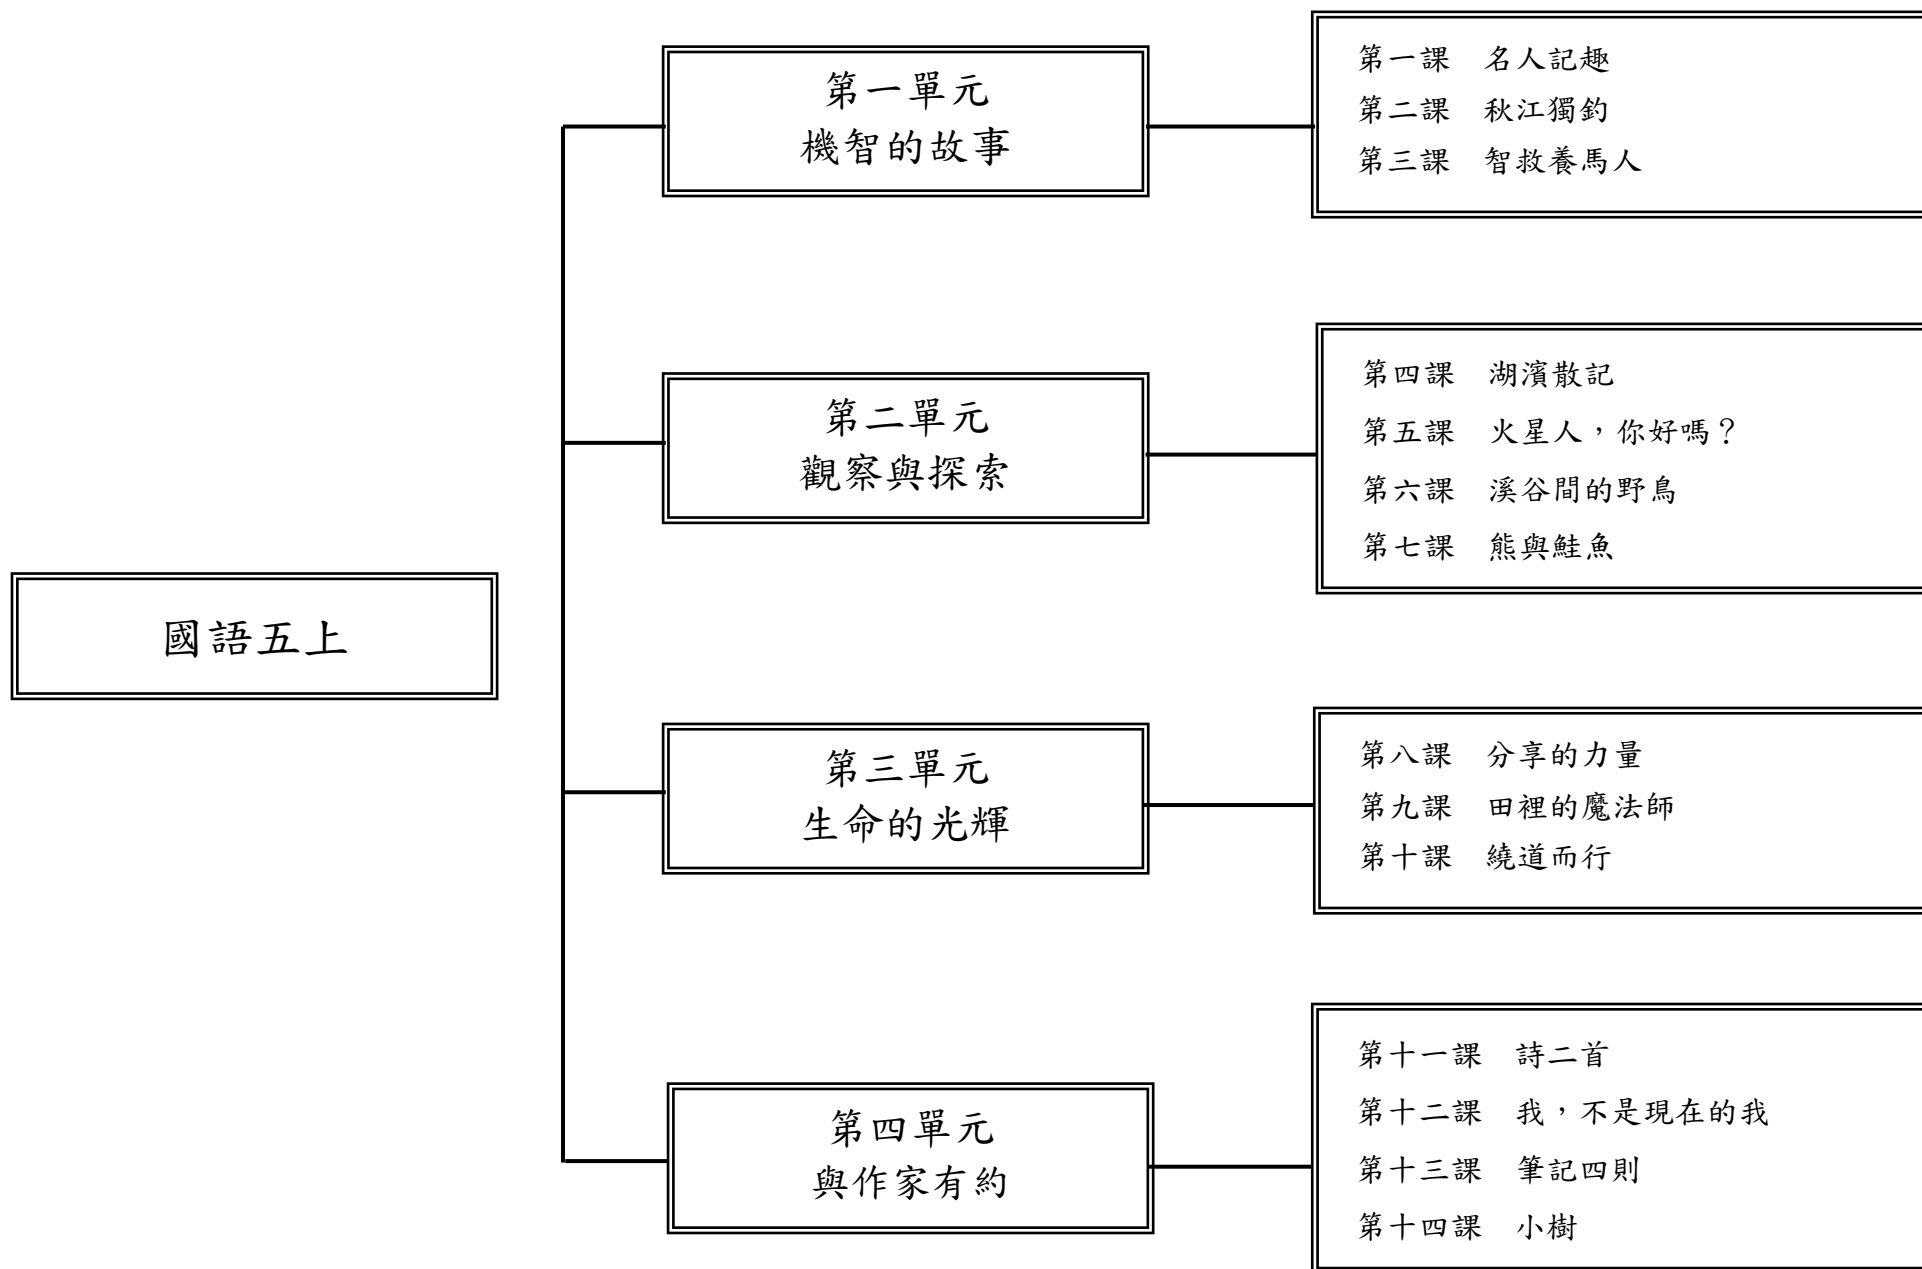 國語五上
第一單元
機智的故事
第一課 名人記趣
第二課 秋江獨釣
第三課 智救養馬人
第二單元
觀察與探索
第四課 湖濱散記
第五課 火星人，你好嗎？
第六課 溪谷間的野鳥
第七課 熊與鮭魚
第三單元
生命的光輝
第八課 分享的力量
第九課 田裡的魔法師
第十課 繞道而行
第四單元
與作家有約
第十一課 詩二首
第十二課 我，不是現在的我
第十三課 筆記四則
第十四課 小樹